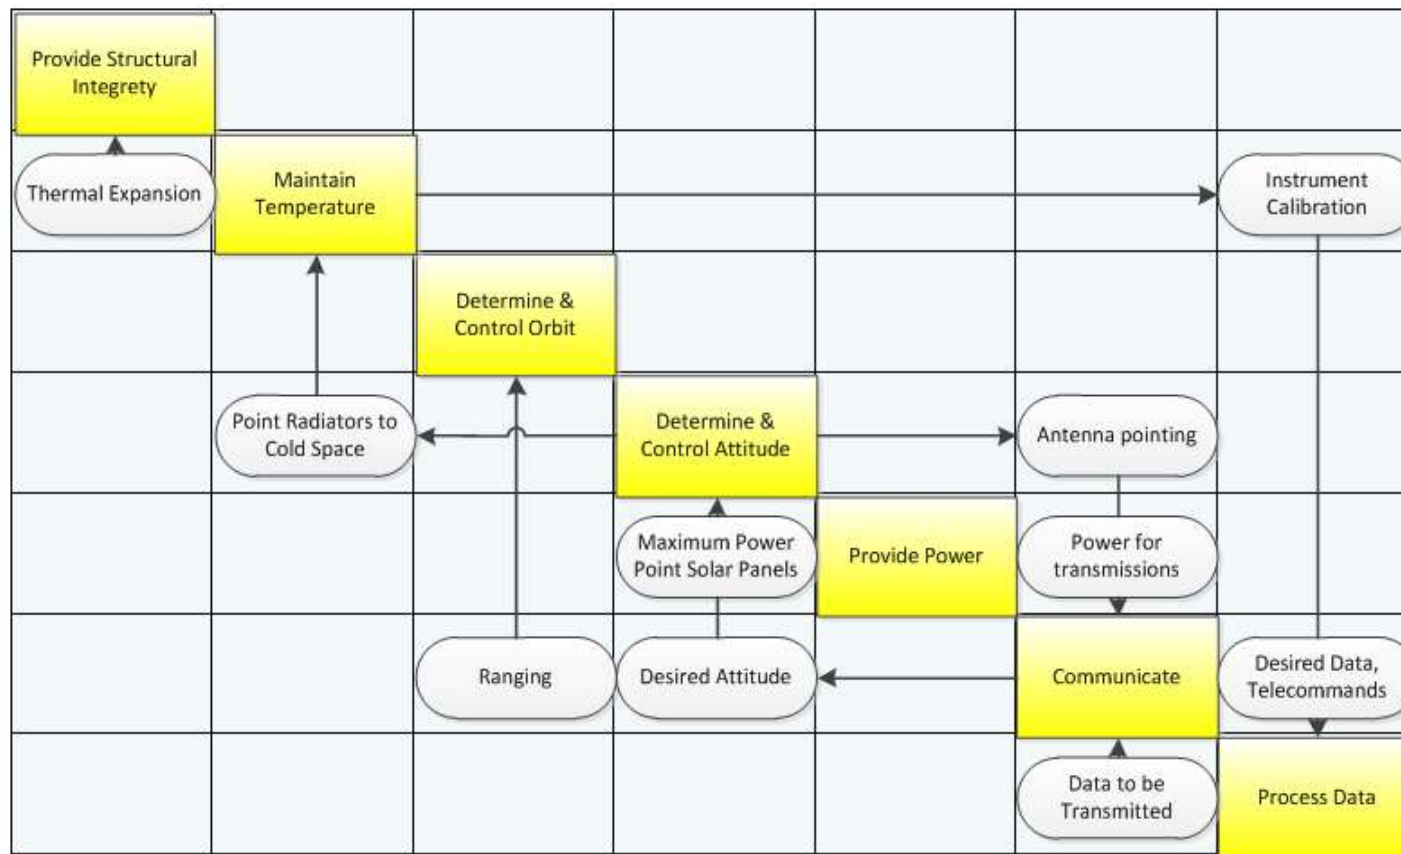 Provide Structural
Integrety
Thermal Expansion
Maintain
Temperature
Instrument
Calibration
Determine &
Control Orbit
Point Radiators to
Cold Space
Determine &
Control Attitude
Antenna pointing
Maximum Power
Point Solar Panels
Provide Power
Power for
transmissions
Ranging
Desired Attitude
Communicate
Desired Data,
Telecommands
Data to be
Transmitted
Process Data